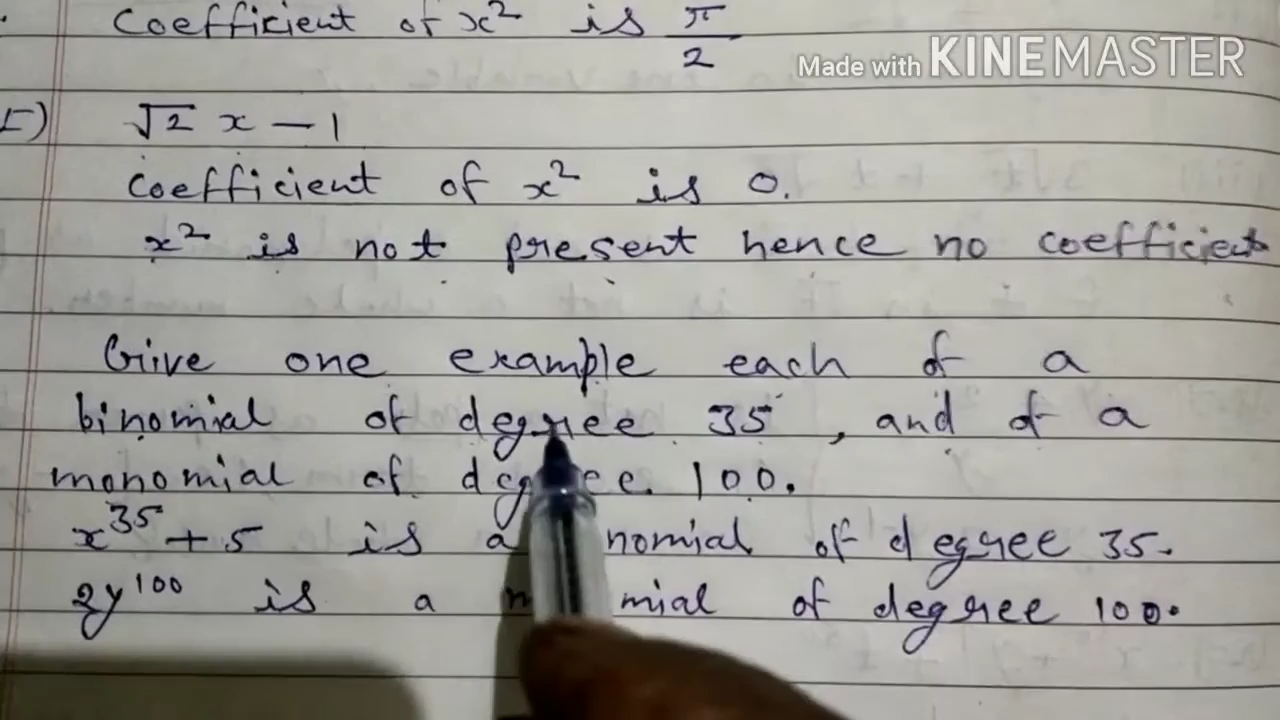 Coefficient of x² is π/2
Made with KINEMASTER
√2 x − 1
Coefficient of x² is 0.
x² is not present hence no coefficient
Give one example each of a
binomial of degree 35, and of a
monomial of degree 100.
x³⁵ + 5 is a nomial of degree 35.
2y¹⁰⁰ is a mial of degree 100.